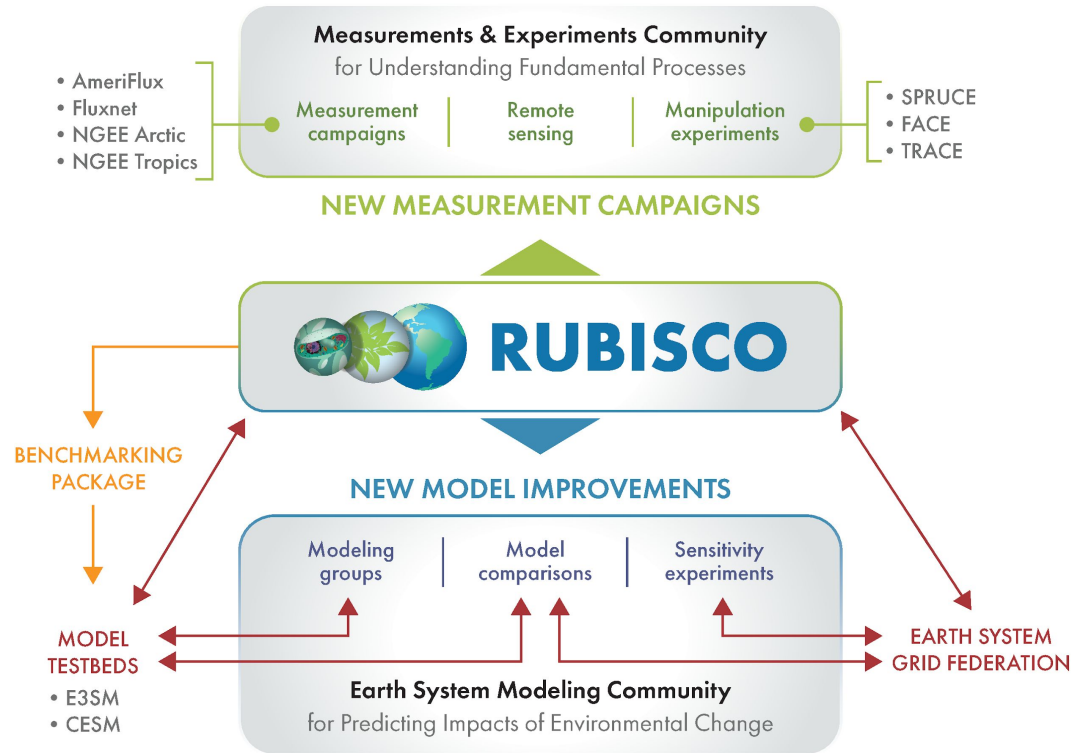 Measurements & Experiments Community
for Understanding Fundamental Processes
• AmeriFlux
• Fluxnet
• NGEE Arctic
• NGEE Tropics
Measurement
campaigns
Remote
sensing
Manipulation
experiments
• SPRUCE
• FACE
• TRACE
NEW MEASUREMENT CAMPAIGNS
RUBISCO
BENCHMARKING
PACKAGE
NEW MODEL IMPROVEMENTS
Modeling
groups
Model
comparisons
Sensitivity
experiments
MODEL
TESTBEDS
• E3SM
• CESM
EARTH SYSTEM
GRID FEDERATION
Earth System Modeling Community
for Predicting Impacts of Environmental Change